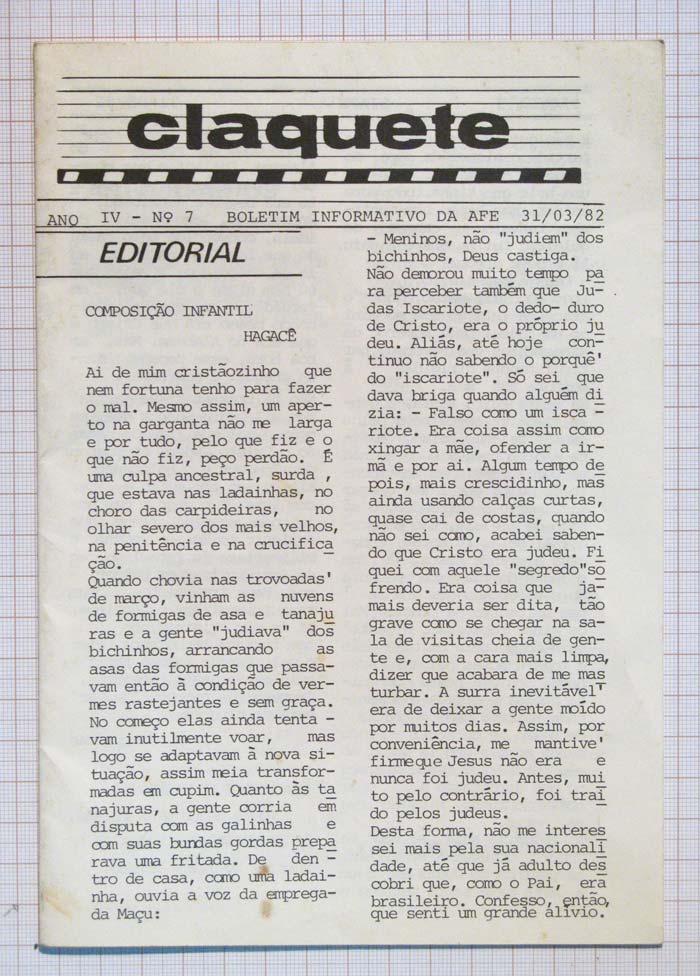 claquete
ANO IV - Nº 7 BOLETIM INFORMATIVO DA AFE 31/03/82
EDITORIAL
COMPOSIÇÃO INFANTIL
HAGACÊ
Ai de mim cristãozinho que
nem fortuna tenho para fazer
o mal. Mesmo assim, um aper-
to na garganta não me larga
e por tudo, pelo que fiz e o
que não fiz, peço perdão. É
uma culpa ancestral, surda ,
que estava nas ladainhas, no
choro das carpideiras, no
olhar severo dos mais velhos,
na penitência e na crucifica
ção.
Quando chovia nas trovoadas'
de março, vinham as nuvens
de formigas de asa e tanaju
ras e a gente "judiava" dos
bichinhos, arrancando as
asas das formigas que passa-
vam então à condição de ver-
mes rastejantes e sem graça.
No começo elas ainda tenta -
vam inutilmente voar, mas
logo se adaptavam à nova si-
tuação, assim meia transfor-
madas em cupim. Quanto às ta
najuras, a gente corria em
disputa com as galinhas e
com suas bundas gordas prepa
rava uma fritada. De den -
tro de casa, como uma ladai-
nha, ouvia a voz da emprega-
da Maçu:
- Meninos, não "judiem" dos
bichinhos, Deus castiga.
Não demorou muito tempo pa
ra perceber também que Ju-
das Iscariote, o dedo- duro
de Cristo, era o próprio ju
deu. Aliás, até hoje con-
tinuo não sabendo o porquê'
do "iscariote". Só sei que
dava briga quando alguém di
zia: - Falso como um isca -
riote. Era coisa assim como
xingar a mãe, ofender a ir-
mã e por ai. Algum tempo de
pois, mais crescidinho, mas
ainda usando calças curtas,
quase cai de costas, quando
não sei como, acabei saben-
do que Cristo era judeu. Fi
quei com aquele "segredo"so
frendo. Era coisa que ja-
mais deveria ser dita, tão
grave como se chegar na sa-
la de visitas cheia de gen-
te e, com a cara mais limpa,
dizer que acabara de me mas
turbar. A surra inevitável'
era de deixar a gente moído
por muitos dias. Assim, por
conveniência, me mantive'
firmeque Jesus não era e
nunca foi judeu. Antes, mui
to pelo contrário, foi trai
do pelos judeus.
Desta forma, não me interes
sei mais pela sua nacionali
dade, até que já adulto des
cobri que, como o Pai, era
brasileiro. Confesso, então,
que senti um grande alívio.